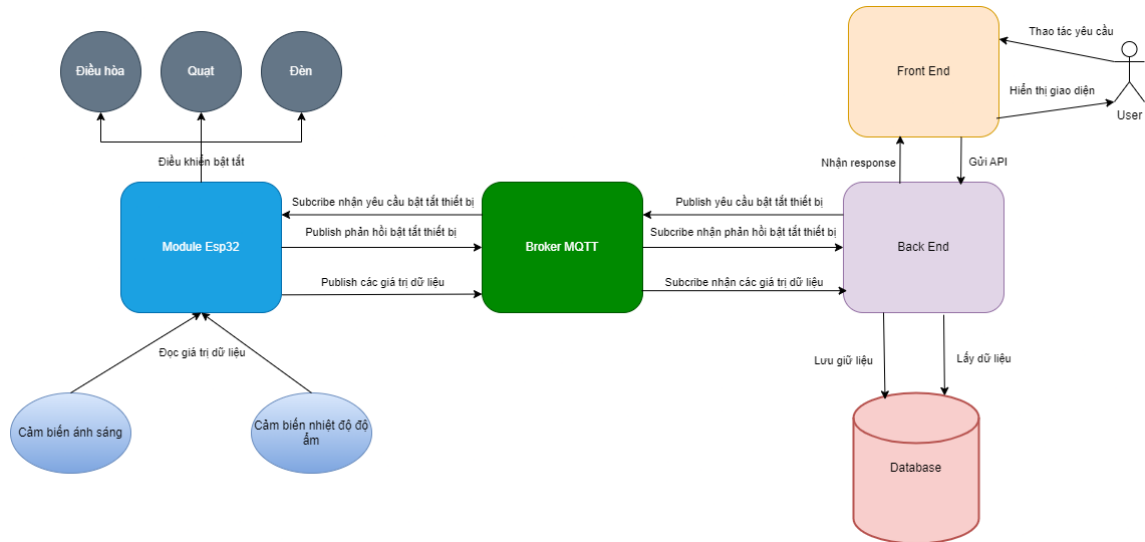 Điều hòa
Quạt
Đèn
Front End
Thao tác yêu cầu
Hiển thị giao diện
User
Điều khiển bật tắt
Nhận response
Gửi API
Module Esp32
Subcribe nhận yêu cầu bật tắt thiết bị
Publish phản hồi bật tắt thiết bị
Publish các giá trị dữ liệu
Broker MQTT
Publish yêu cầu bật tắt thiết bị
Subcribe nhận phản hồi bật tắt thiết bị
Subcribe nhận các giá trị dữ liệu
Back End
Đọc giá trị dữ liệu
Lưu giữ liệu
Lấy dữ liệu
Cảm biến ánh sáng
Cảm biến nhiệt độ độ
ẩm
Database